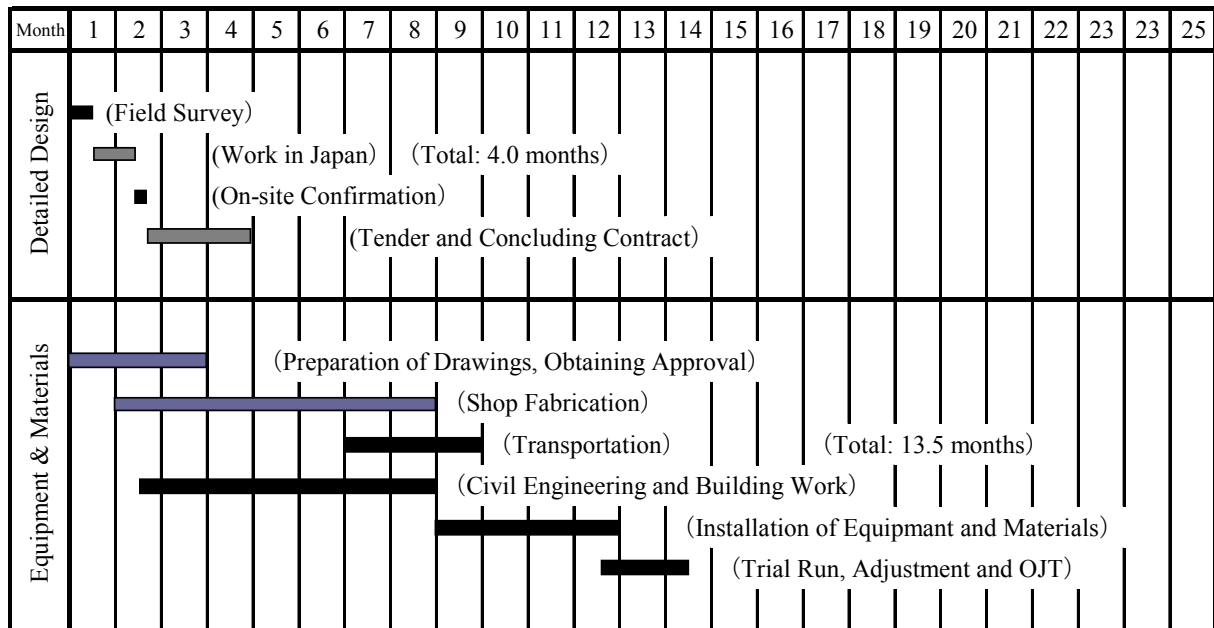 Month 1 2 3 4 5 6 7 8 9 10 11 12 13 14 15 16 17 18 19 20 21 22 23 23 25
Detailed Design
(Field Survey）
(Work in Japan） （Total: 4.0 months）
(On-site Confirmation）
(Tender and Concluding Contract）
Equipment & Materials
(Preparation of Drawings, Obtaining Approval）
（Shop Fabrication）
（Transportation） （Total: 13.5 months）
（Civil Engineering and Building Work）
（Installation of Equipmant and Materials）
（Trial Run, Adjustment and OJT）